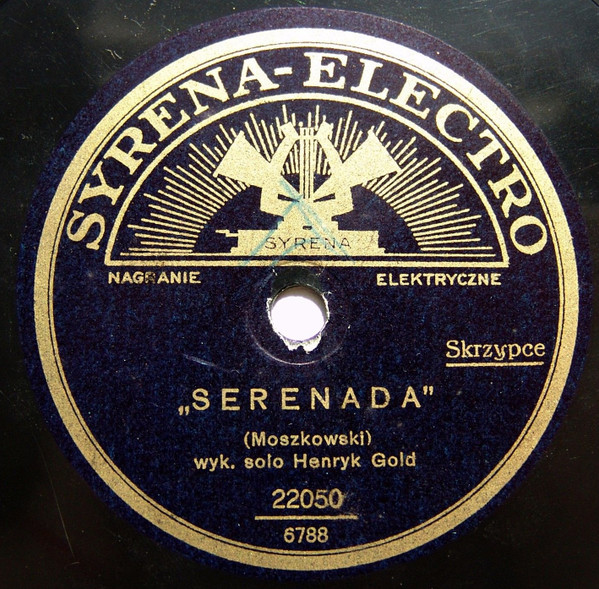 SYRENA-ELECTRO
SYRENA
NAGRANIE ELEKTRYCZNE
Skrzypce
„SERENADA”
(Moszkowski)
wyk. solo Henryk Gold
22050
6788